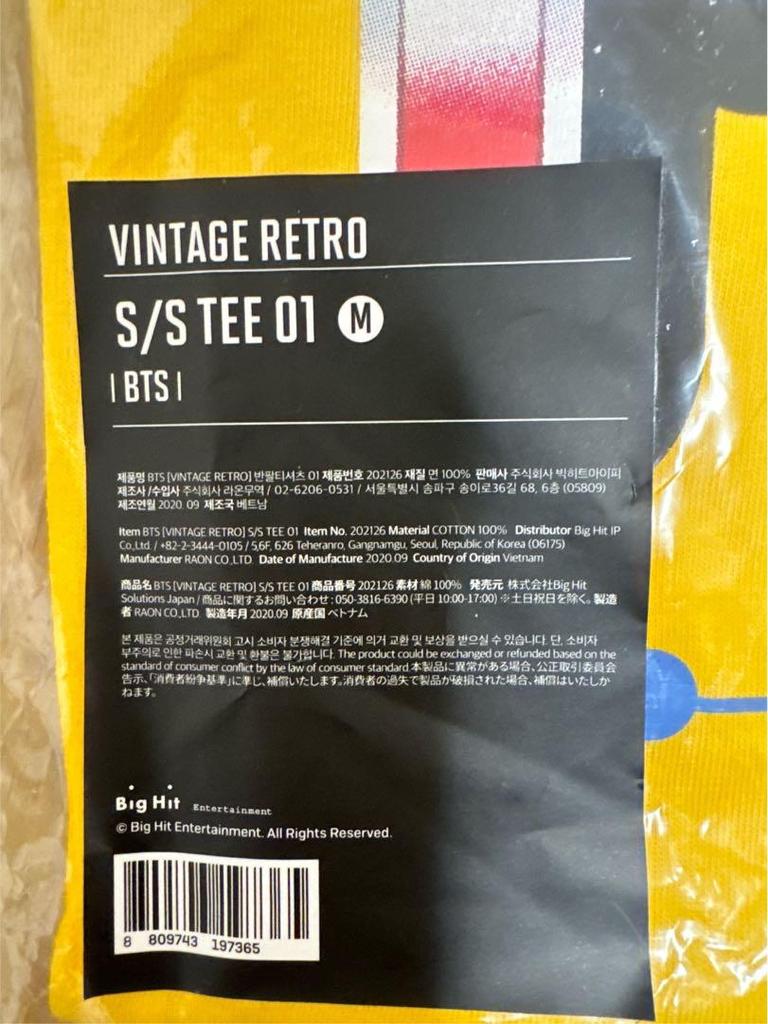 VINTAGE RETRO
S/S TEE 01 M
| BTS |
제품명 BTS [VINTAGE RETRO] 반팔티셔츠 01 제품번호 202126 재질 면 100% 판매사 주식회사 빅히트아이피
제조사/수입사 주식회사 라온무역 / 02-6206-0531 / 서울특별시 송파구 송이로36길 68, 6층 (05809)
제조연월 2020. 09 제조국 베트남
Item BTS [VINTAGE RETRO] S/S TEE 01 Item No. 202126 Material COTTON 100% Distributor Big Hit IP
Co.,Ltd. / +82-2-3444-0105 / 5,6F, 626 Teheranro, Gangnamgu, Seoul, Republic of Korea (06175)
Manufacturer RAON CO.,LTD. Date of Manufacture 2020.09 Country of Origin Vietnam
商品名 BTS [VINTAGE RETRO] S/S TEE 01 商品番号 202126 素材 綿 100% 発売元 株式会社Big Hit
Solutions Japan / 商品に関するお問い合わせ : 050-3816-6390 (平日 10:00-17:00) ※土日祝日を除く。 製造
者 RAON CO.,LTD. 製造年月 2020.09 原産国 ベトナム
본 제품은 공정거래위원회 고시 소비자 분쟁해결 기준에 의거 교환 및 보상을 받으실 수 있습니다. 단, 소비자
부주의로 인한 파손시 교환 및 환불은 불가합니다. The product could be exchanged or refunded based on the
standard of consumer conflict by the law of consumer standard. 本製品に異常がある場合、公正取引委員会
告示、「消費者紛争基準」に準じ、補償いたします。消費者の過失で製品が破損された場合、補償はいたしか
ねます。
Big Hit Entertainment
© Big Hit Entertainment. All Rights Reserved.
8 809743 197365